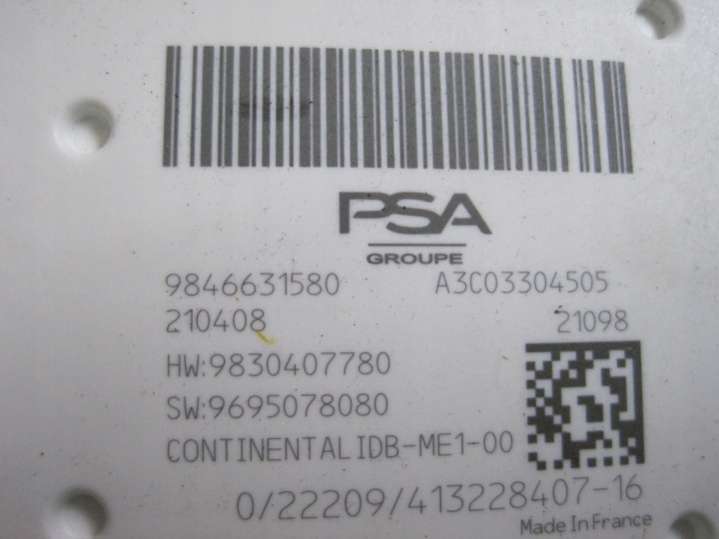 PSA
GROUPE
9846631580 A3C03304505
210408 21098
HW:9830407780
SW:9695078080
CONTINENTAL IDB-ME1-00
0/22209/413228407-16
Made In France